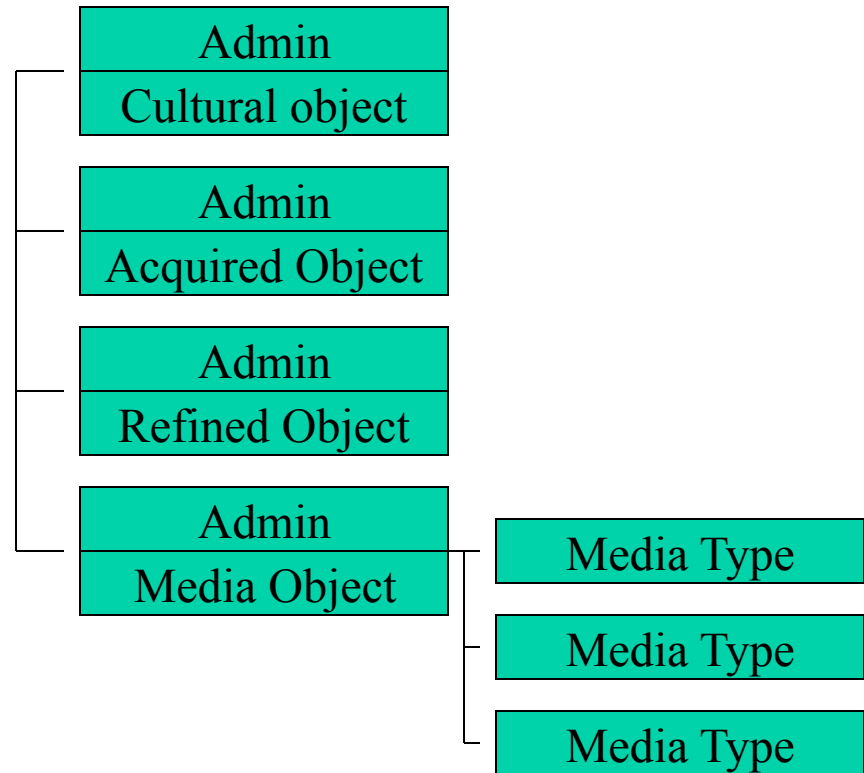 Admin
Cultural object
Admin
Acquired Object
Admin
Refined Object
Admin
Media Object
Media Type
Media Type
Media Type